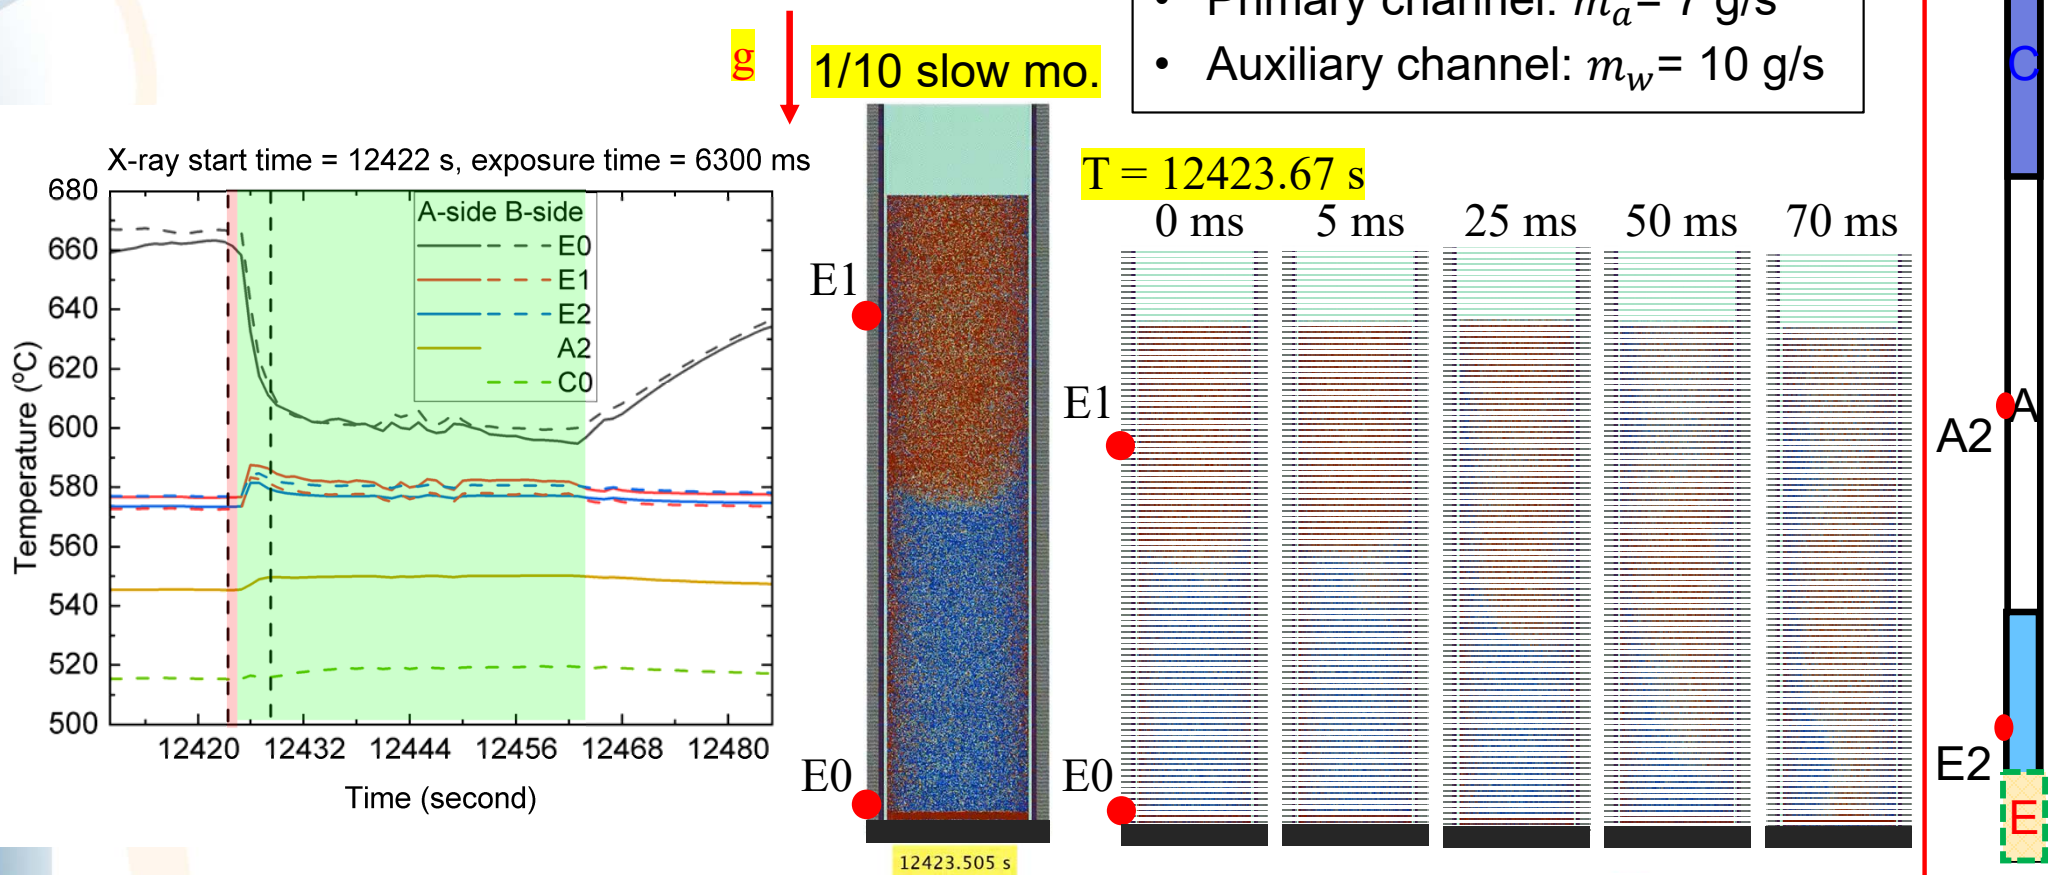 • Primary channel: mₐ= 7 g/s
• Auxiliary channel: m_w= 10 g/s
g
1/10 slow mo.
C
X-ray start time = 12422 s, exposure time = 6300 ms
T = 12423.67 s
0 ms 5 ms 25 ms 50 ms 70 ms
680
660
640
620
600
580
560
540
520
500
Temperature (ºC)
A-side B-side
E0
E1
E2
A2
C0
12420 12432 12444 12456 12468 12480
Time (second)
E1
E0
12423.505 s
E1
E0
A
A2
E2
E